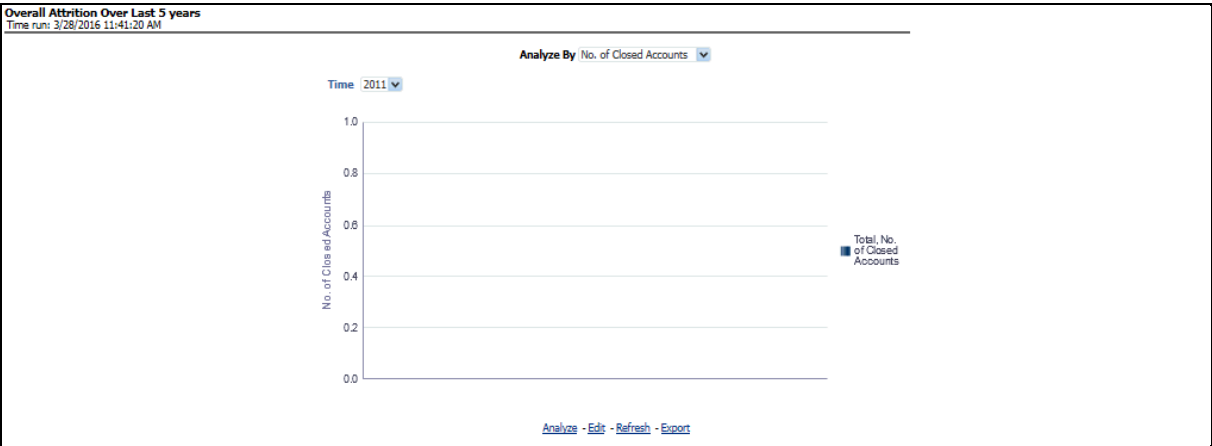 Overall Attrition Over Last 5 years
Time run: 3/28/2016 11:41:20 AM
Analyze By No. of Closed Accounts
Time 2011
1.0
0.8
0.6
0.4
0.2
0.0
No. of Closed Accounts
Total, No.
of Closed
Accounts
Analyze - Edit - Refresh - Export